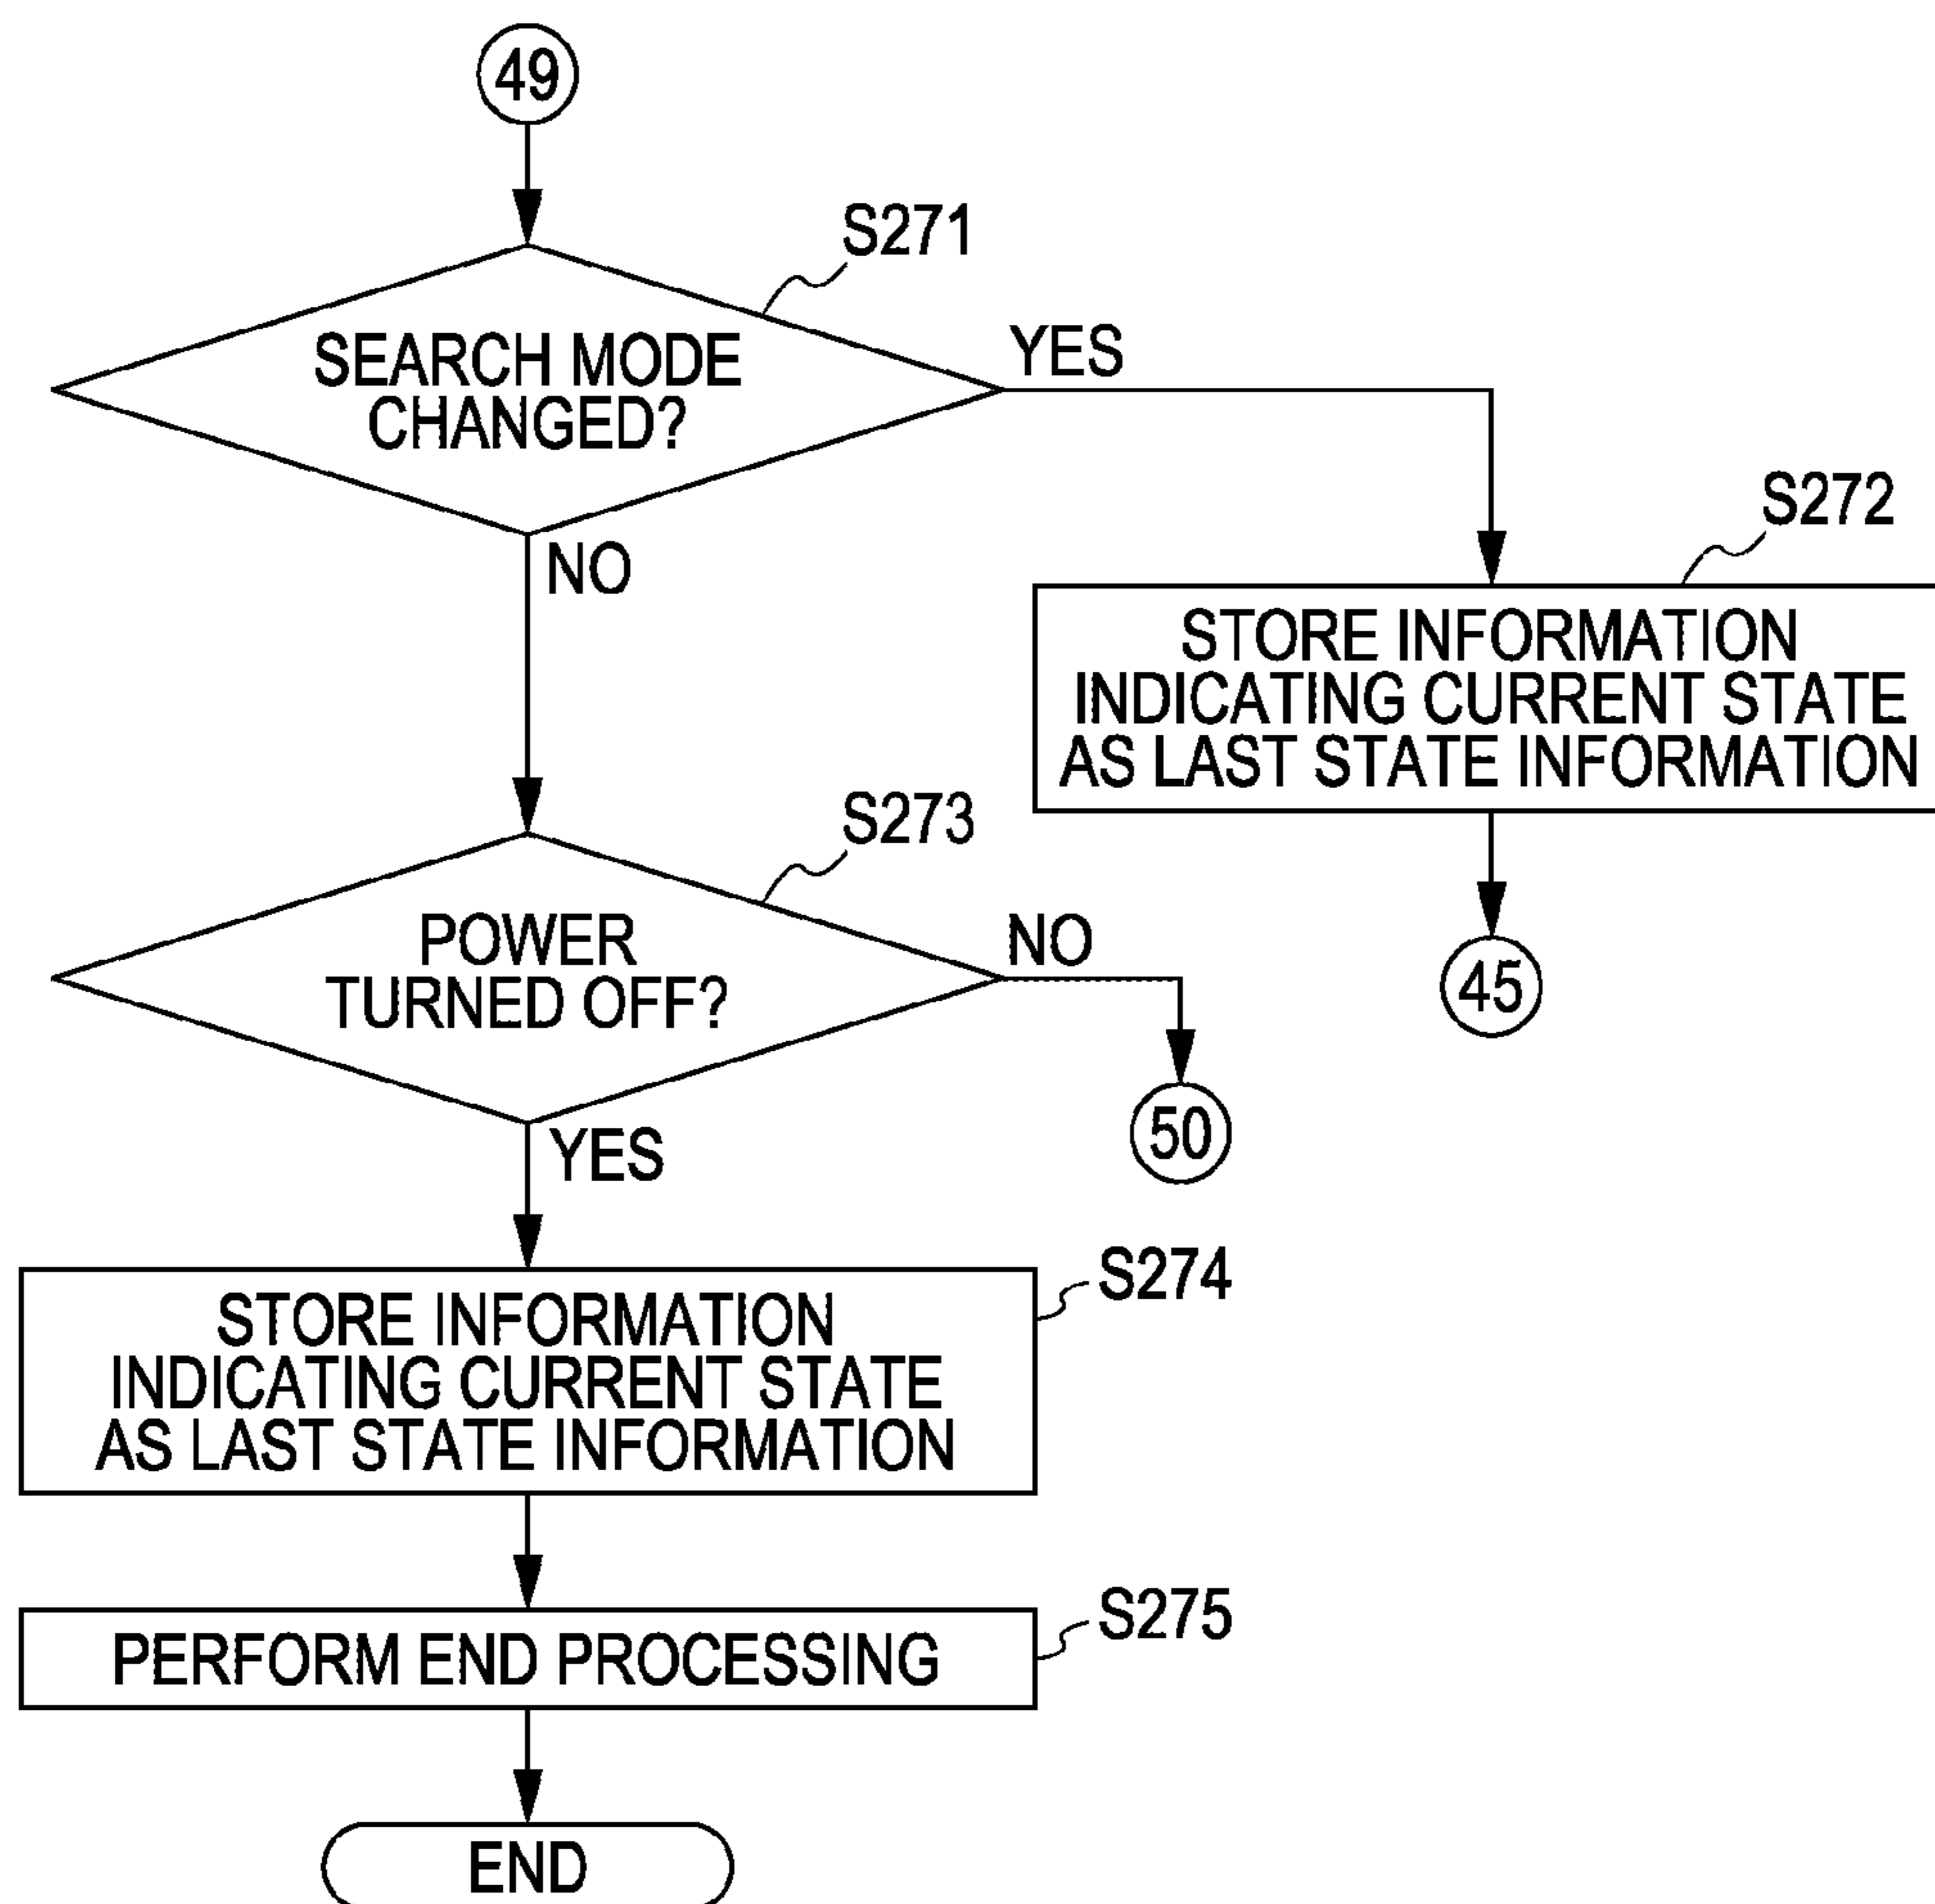 49
S271
SEARCH MODE
CHANGED?
YES
NO
S272
STORE INFORMATION
INDICATING CURRENT STATE
AS LAST STATE INFORMATION
45
S273
POWER
TURNED OFF?
NO
50
YES
S274
STORE INFORMATION
INDICATING CURRENT STATE
AS LAST STATE INFORMATION
S275
PERFORM END PROCESSING
END